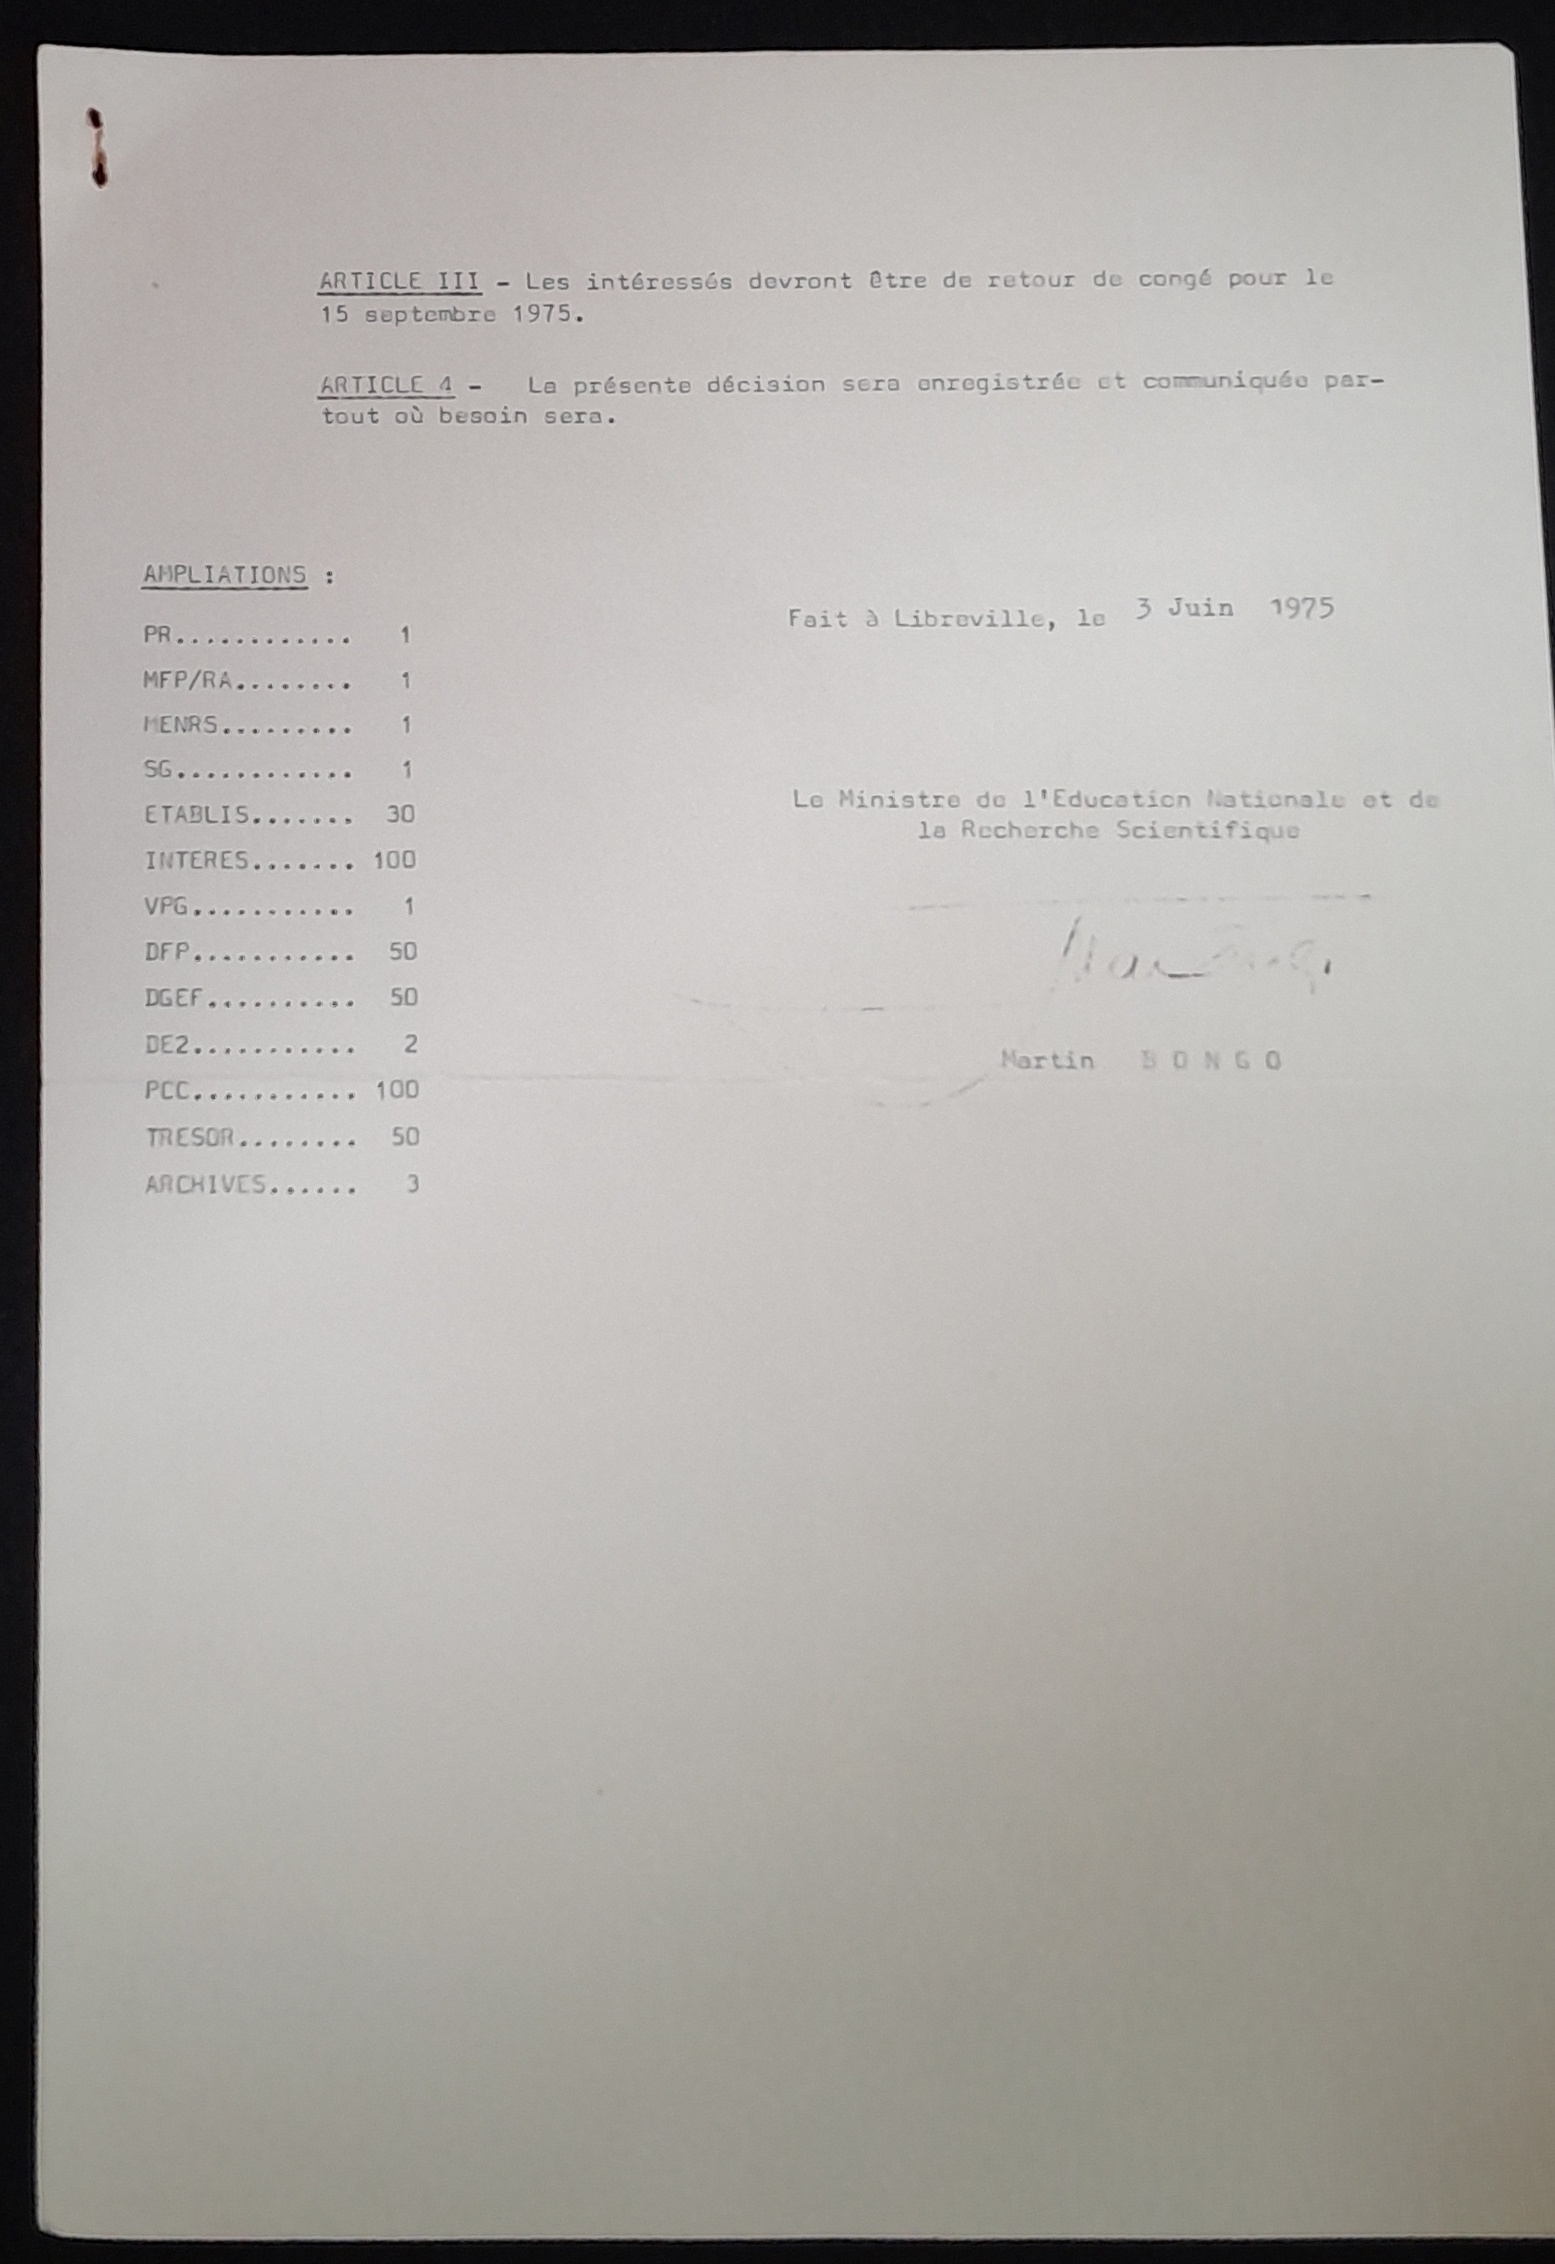 ARTICLE III - Les intéressés devront être de retour de congé pour le
15 septembre 1975.
ARTICLE 4 - La présente décision sera enregistrée et communiquée par-
tout où besoin sera.
AMPLIATIONS :
PR............ 1
MFP/RA........ 1
MENRS......... 1
SG............ 1
ETABLIS....... 30
INTERES....... 100
VPG........... 1
DFP........... 50
DGEF.......... 50
DE2........... 2
PCC........... 100
TRESOR........ 50
ARCHIVES...... 3
Fait à Libreville, le 3 Juin 1975
Le Ministre de l'Education Nationale et de
la Recherche Scientifique
Martin BONGO